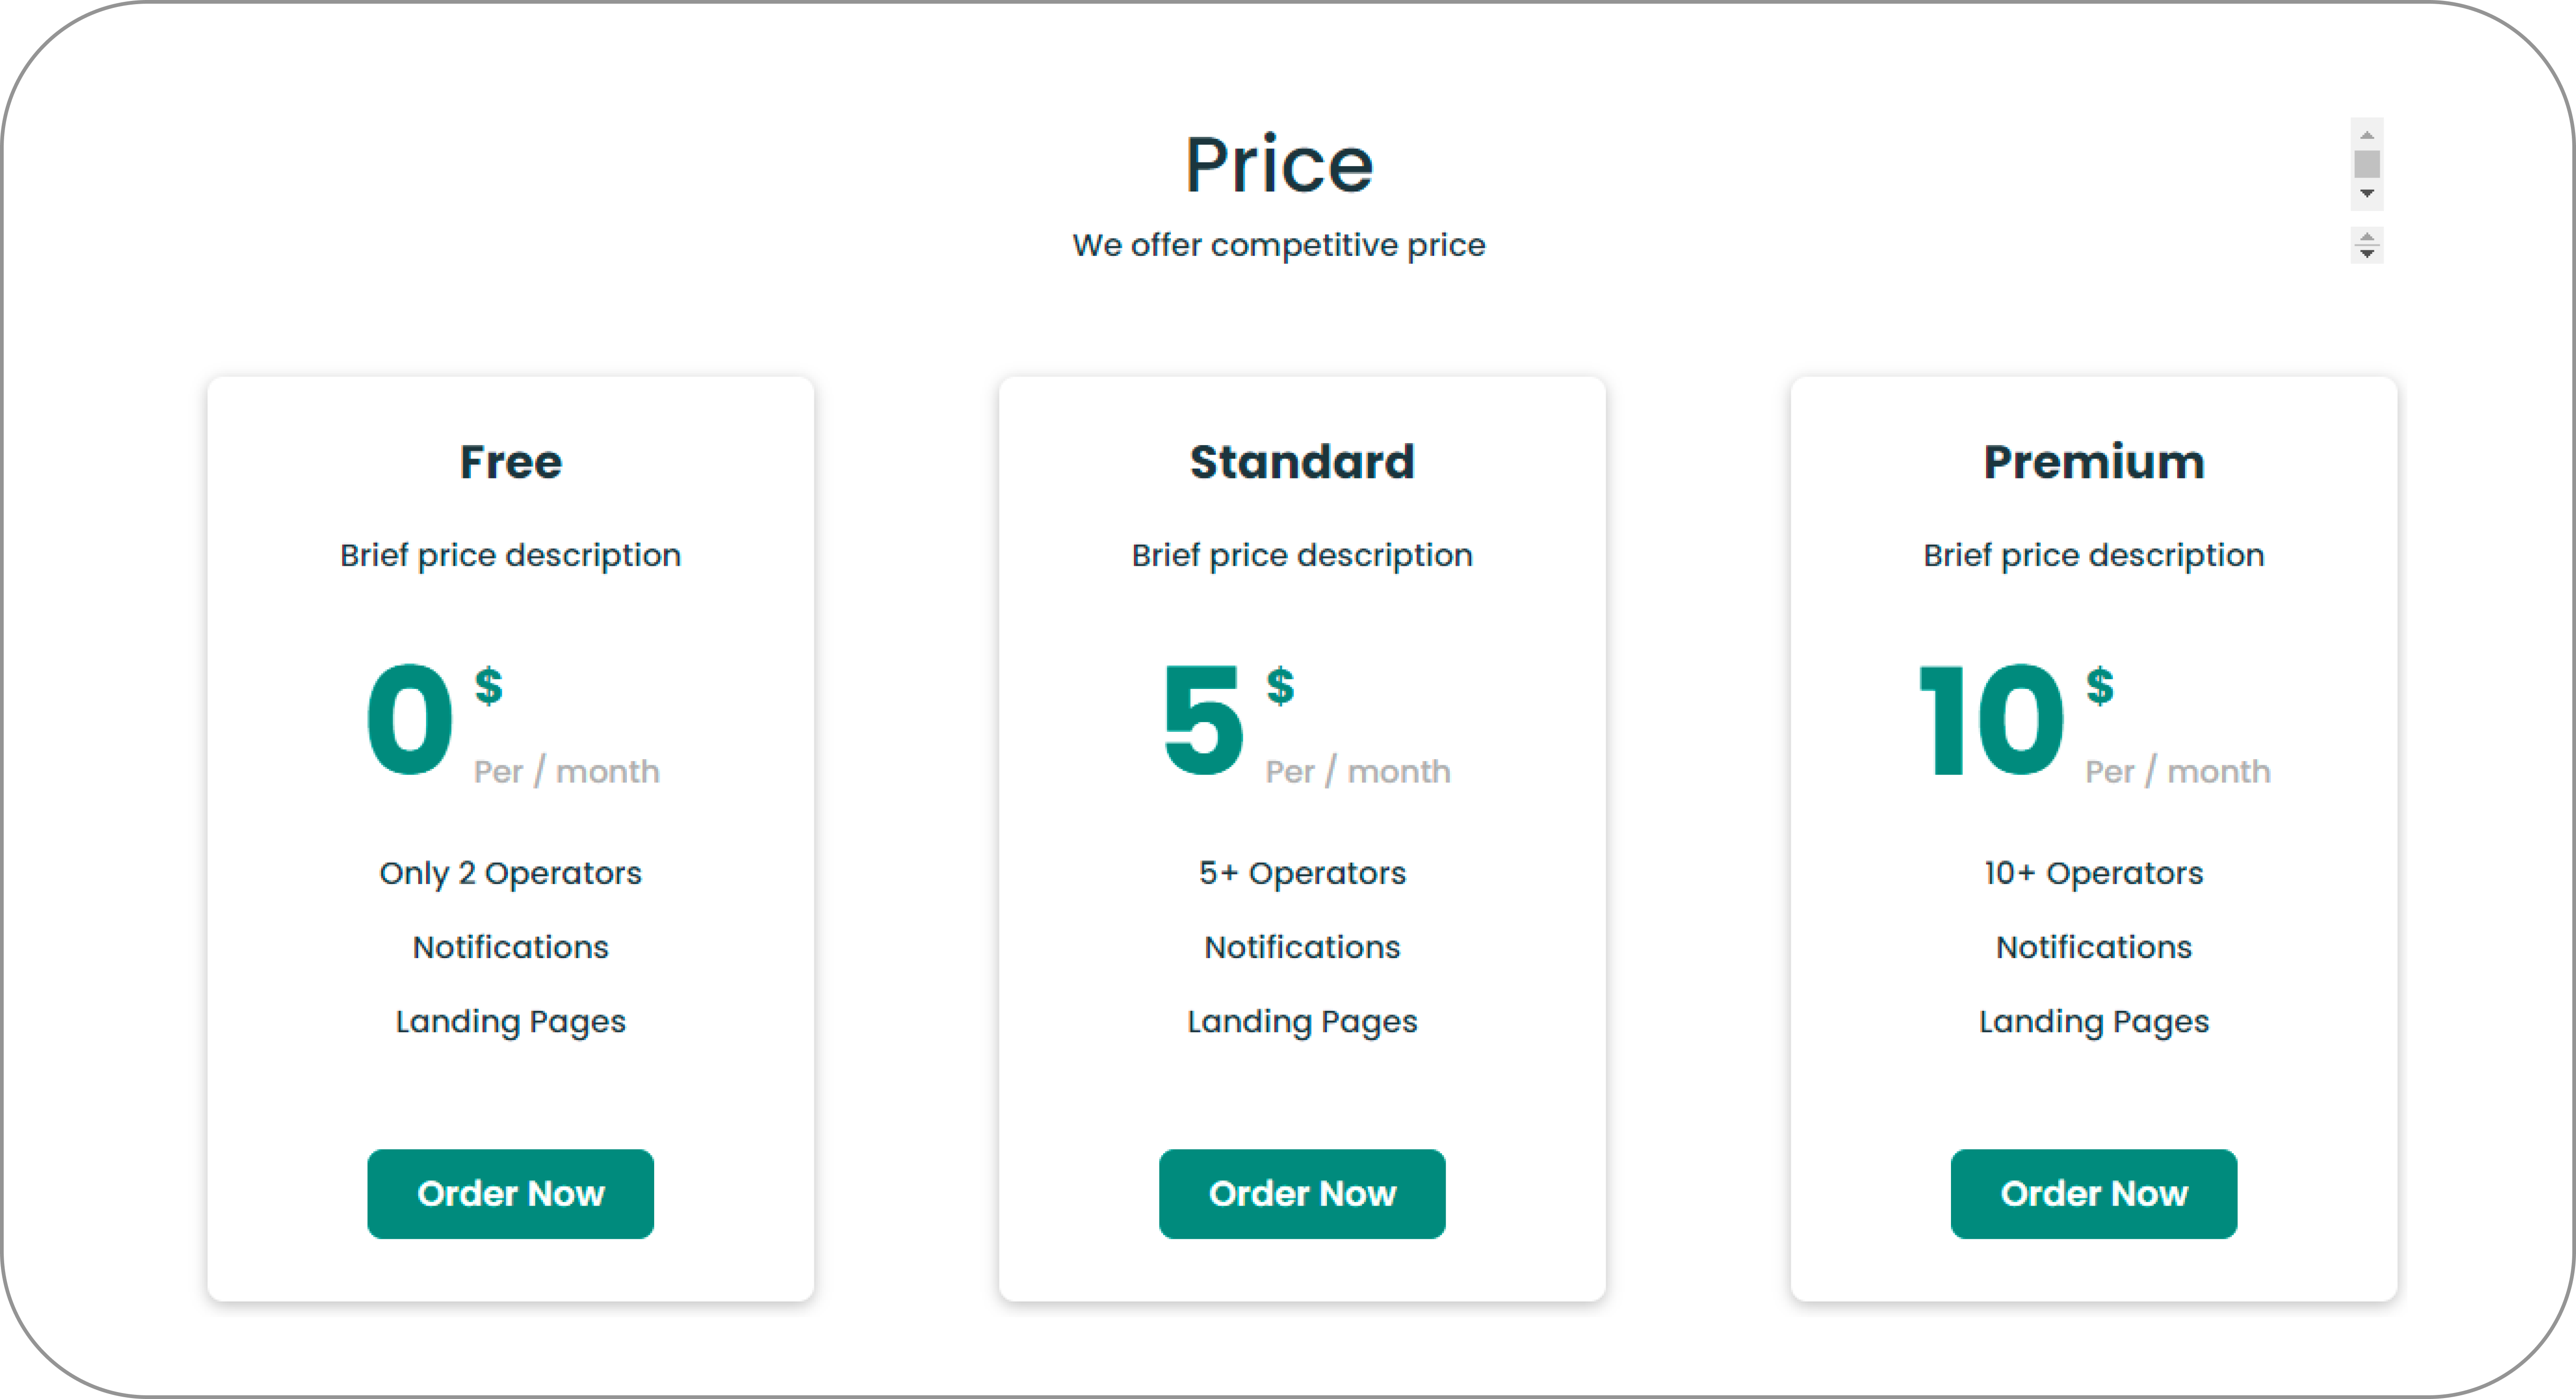 Price
We offer competitive price
Free
Brief price description
0 $
Per / month
Only 2 Operators
Notifications
Landing Pages
Order Now
Standard
Brief price description
5 $
Per / month
5+ Operators
Notifications
Landing Pages
Order Now
Premium
Brief price description
10 $
Per / month
10+ Operators
Notifications
Landing Pages
Order Now